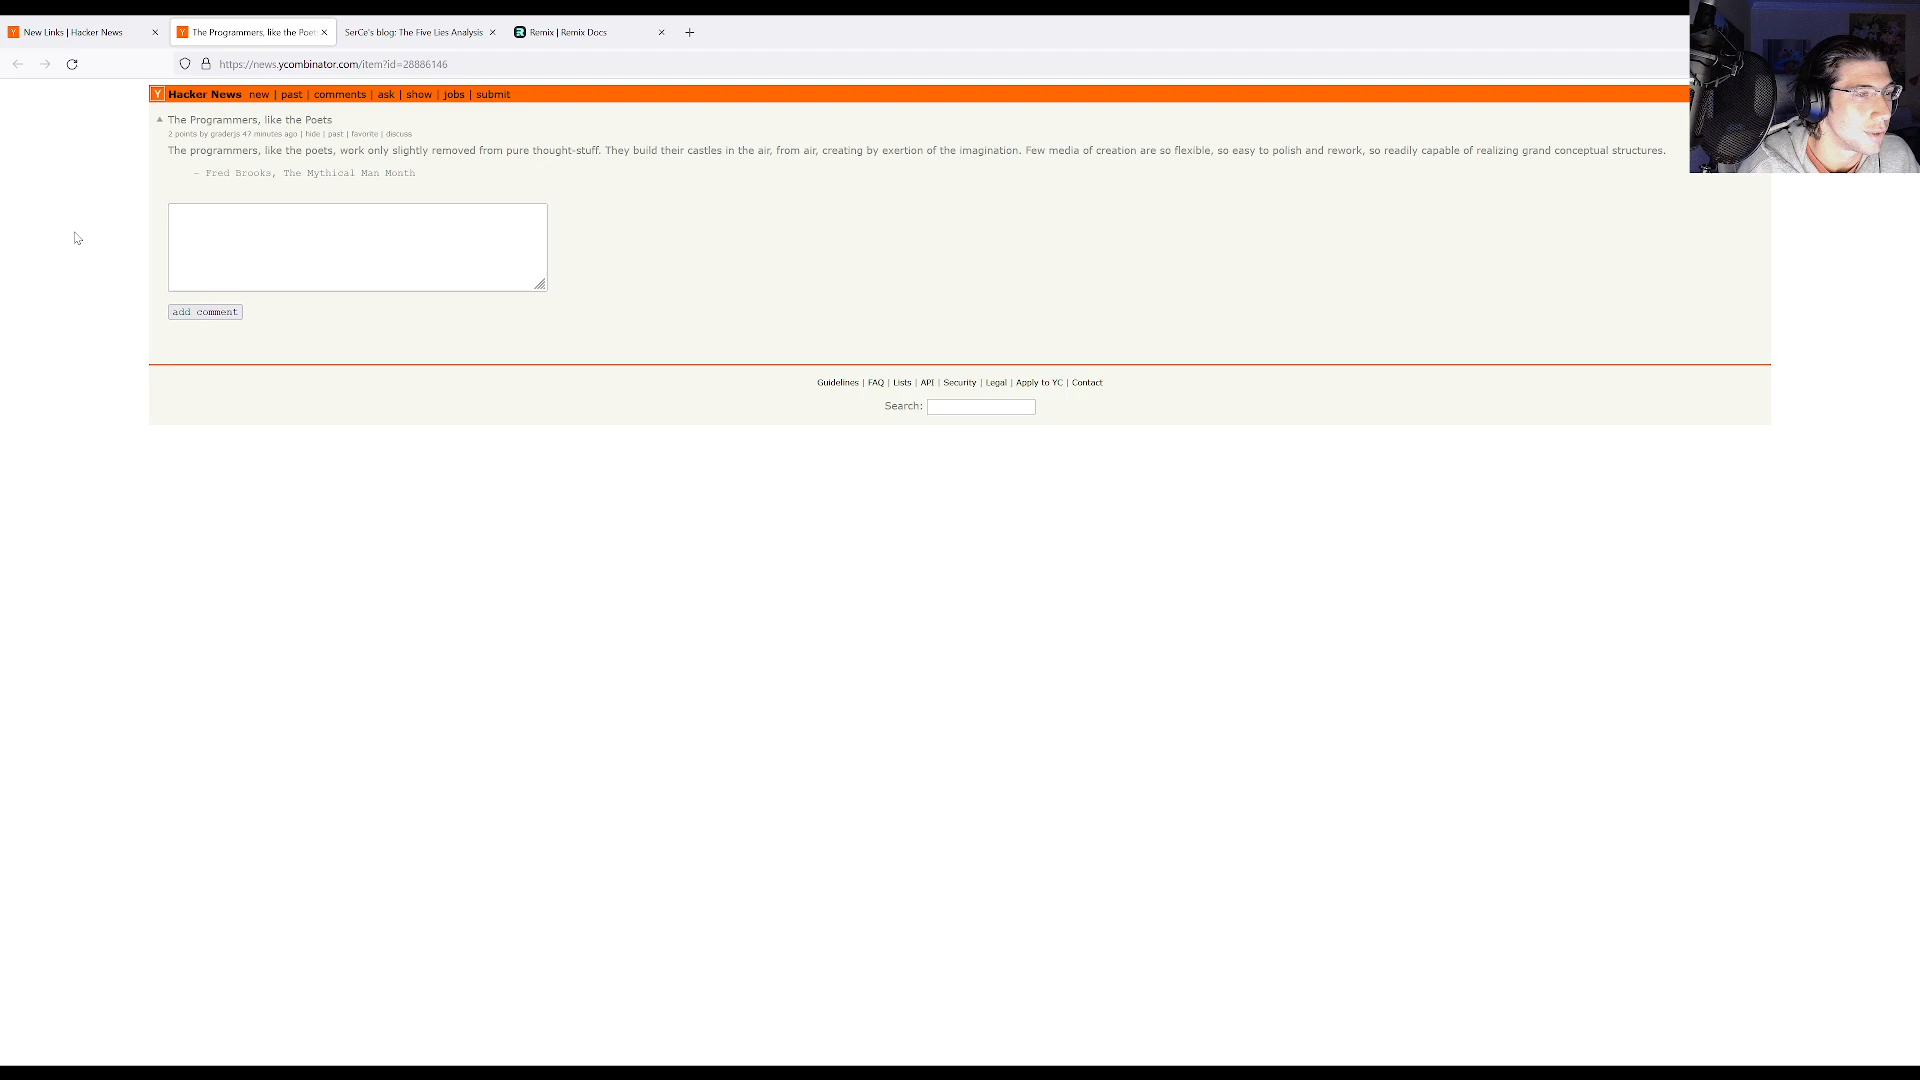 New Links | Hacker News
The Programmers, like the Poet
SerCe's blog: The Five Lies Analysis
Remix | Remix Docs
https://news.ycombinator.com/item?id=28886146
Y Hacker News new | past | comments | ask | show | jobs | submit
The Programmers, like the Poets
2 points by graderjs 47 minutes ago | hide | past | favorite | discuss
The programmers, like the poets, work only slightly removed from pure thought-stuff. They build their castles in the air, from air, creating by exertion of the imagination. Few media of creation are so flexible, so easy to polish and rework, so readily capable of realizing grand conceptual structures.
– Fred Brooks, The Mythical Man Month
add comment
Guidelines | FAQ | Lists | API | Security | Legal | Apply to YC | Contact
Search: